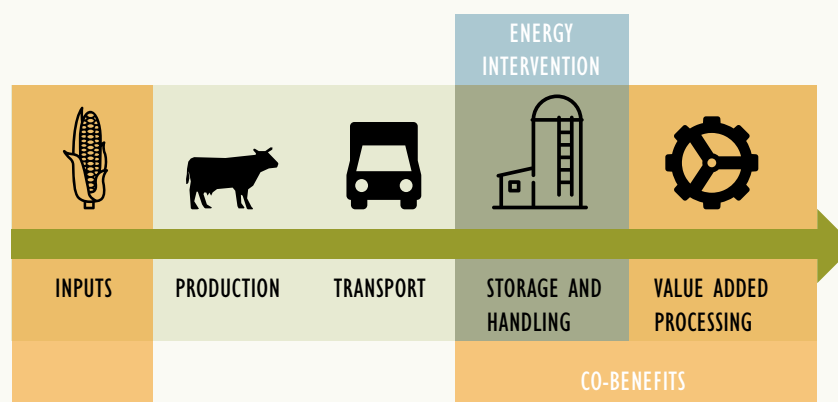 ENERGY
INTERVENTION
INPUTS
PRODUCTION
TRANSPORT
STORAGE AND
HANDLING
VALUE ADDED
PROCESSING
CO-BENEFITS